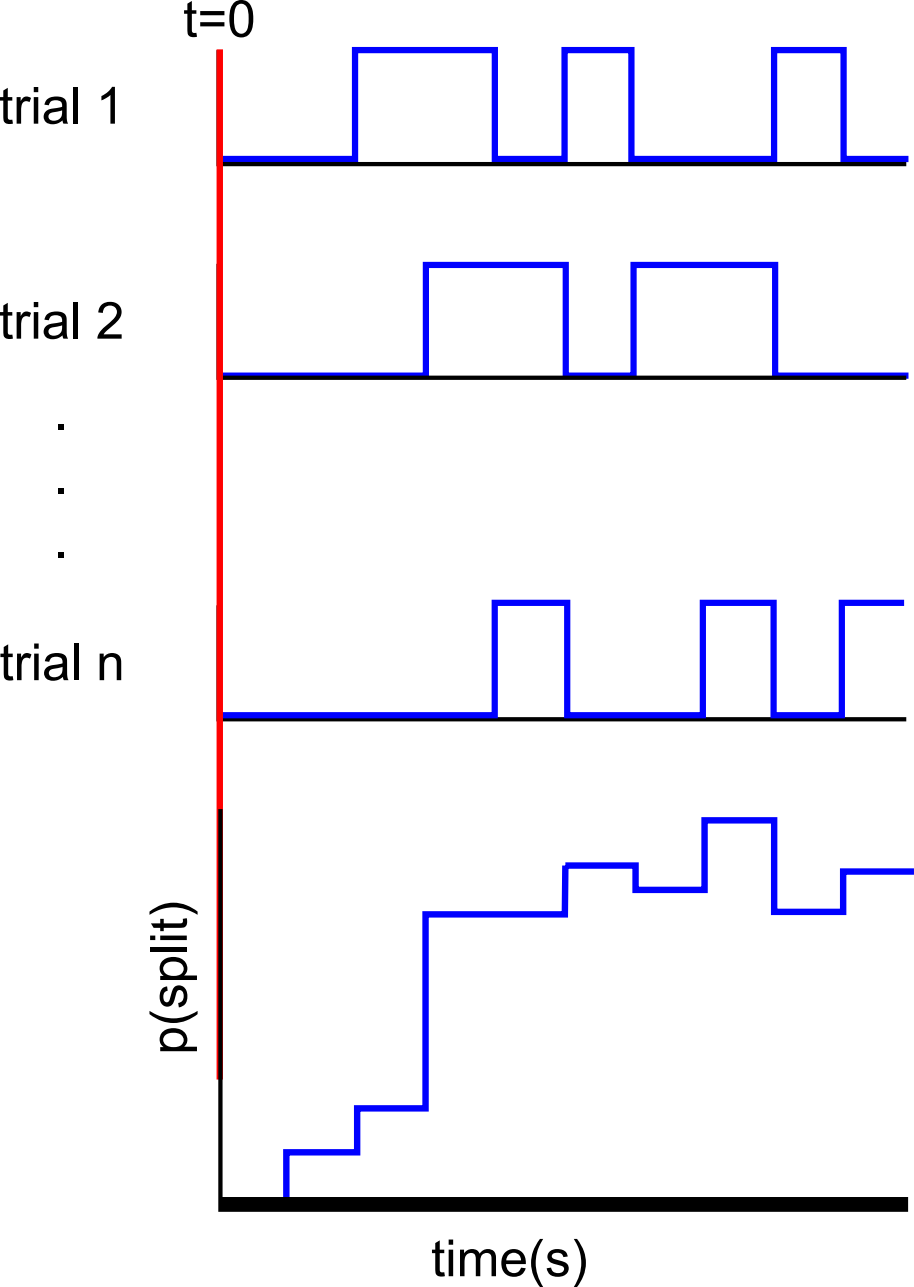 t=0
trial 1
trial 2
.
.
.
trial n
p(split)
time(s)